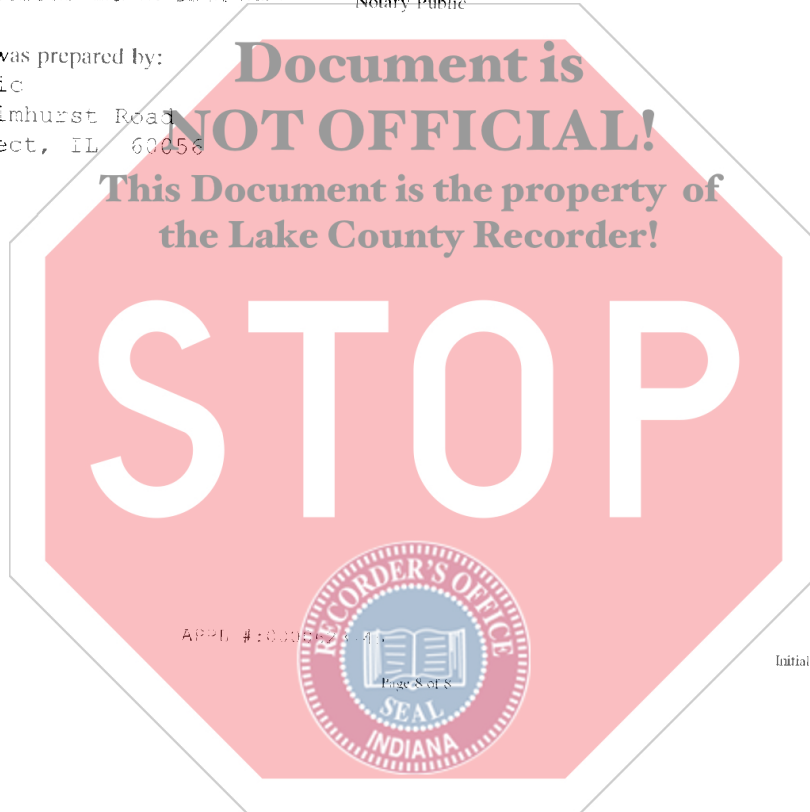 Notary Public
was prepared by:
ic
lmhurst Road
ect, IL 60056
Document is
NOT OFFICIAL!
This Document is the property of
the Lake County Recorder!
STOP
RECORDER'S OFFICE
APPL #:
Page 8 of 8
SEAL
INDIANA
Initial